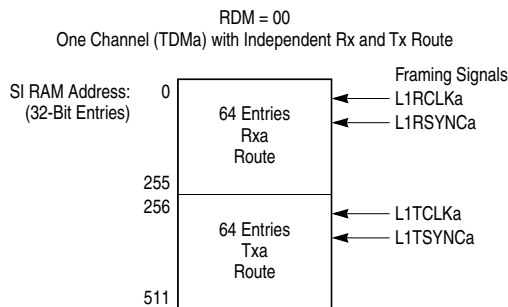 RDM = 00
One Channel (TDMa) with Independent Rx and Tx Route
Framing Signals
SI RAM Address:
(32-Bit Entries)
0
64 Entries
Rxa
Route
L1RCLKa
L1RSYNCa
255
256
64 Entries
Txa
Route
L1TCLKa
L1TSYNCa
511